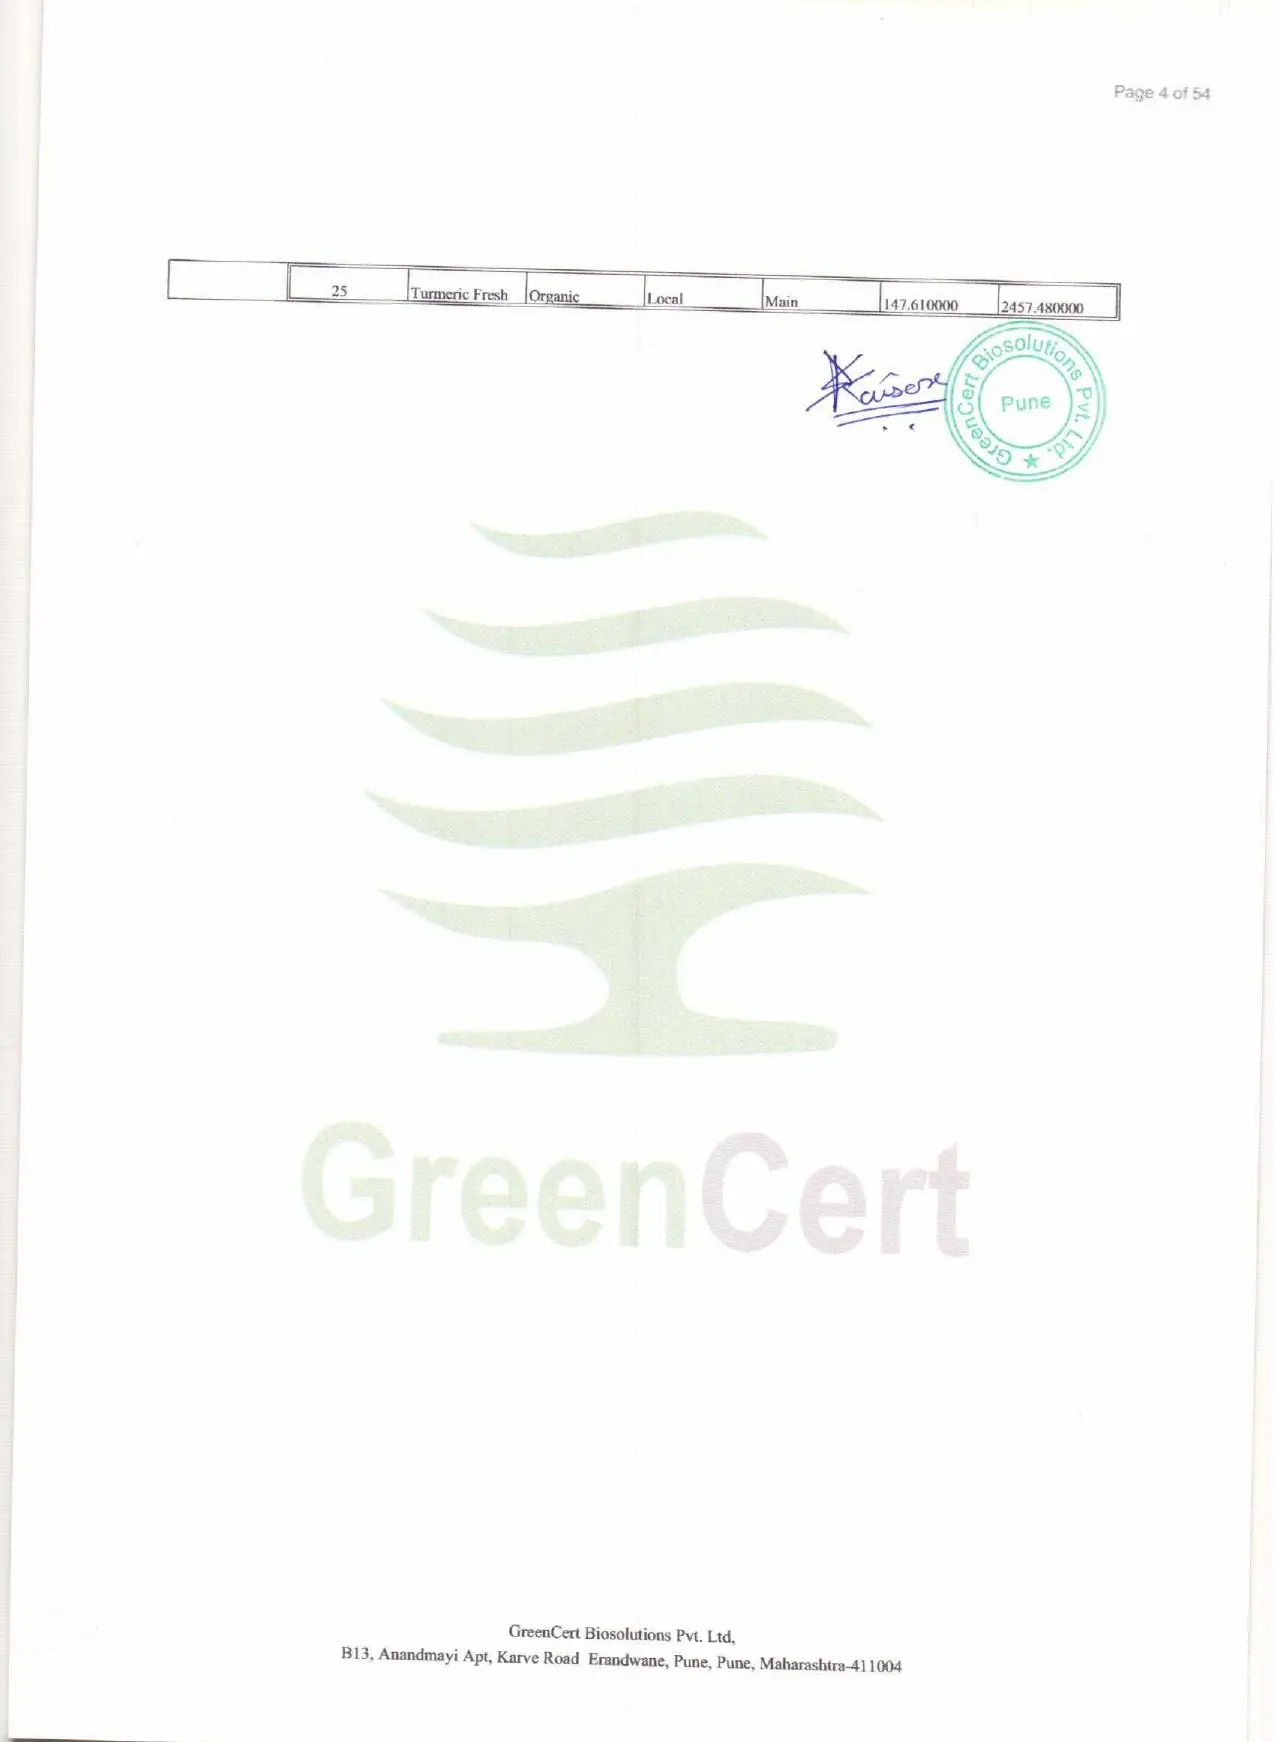 Page 4 of 54
25 Turmeric Fresh Organic Local Main 147.610000 2457.480000
GreenCert Biosolutions Pvt. Ltd.
Pune
GreenCert
GreenCert Biosolutions Pvt. Ltd,
B13, Anandmayi Apt, Karve Road Erandwane, Pune, Pune, Maharashtra-411004